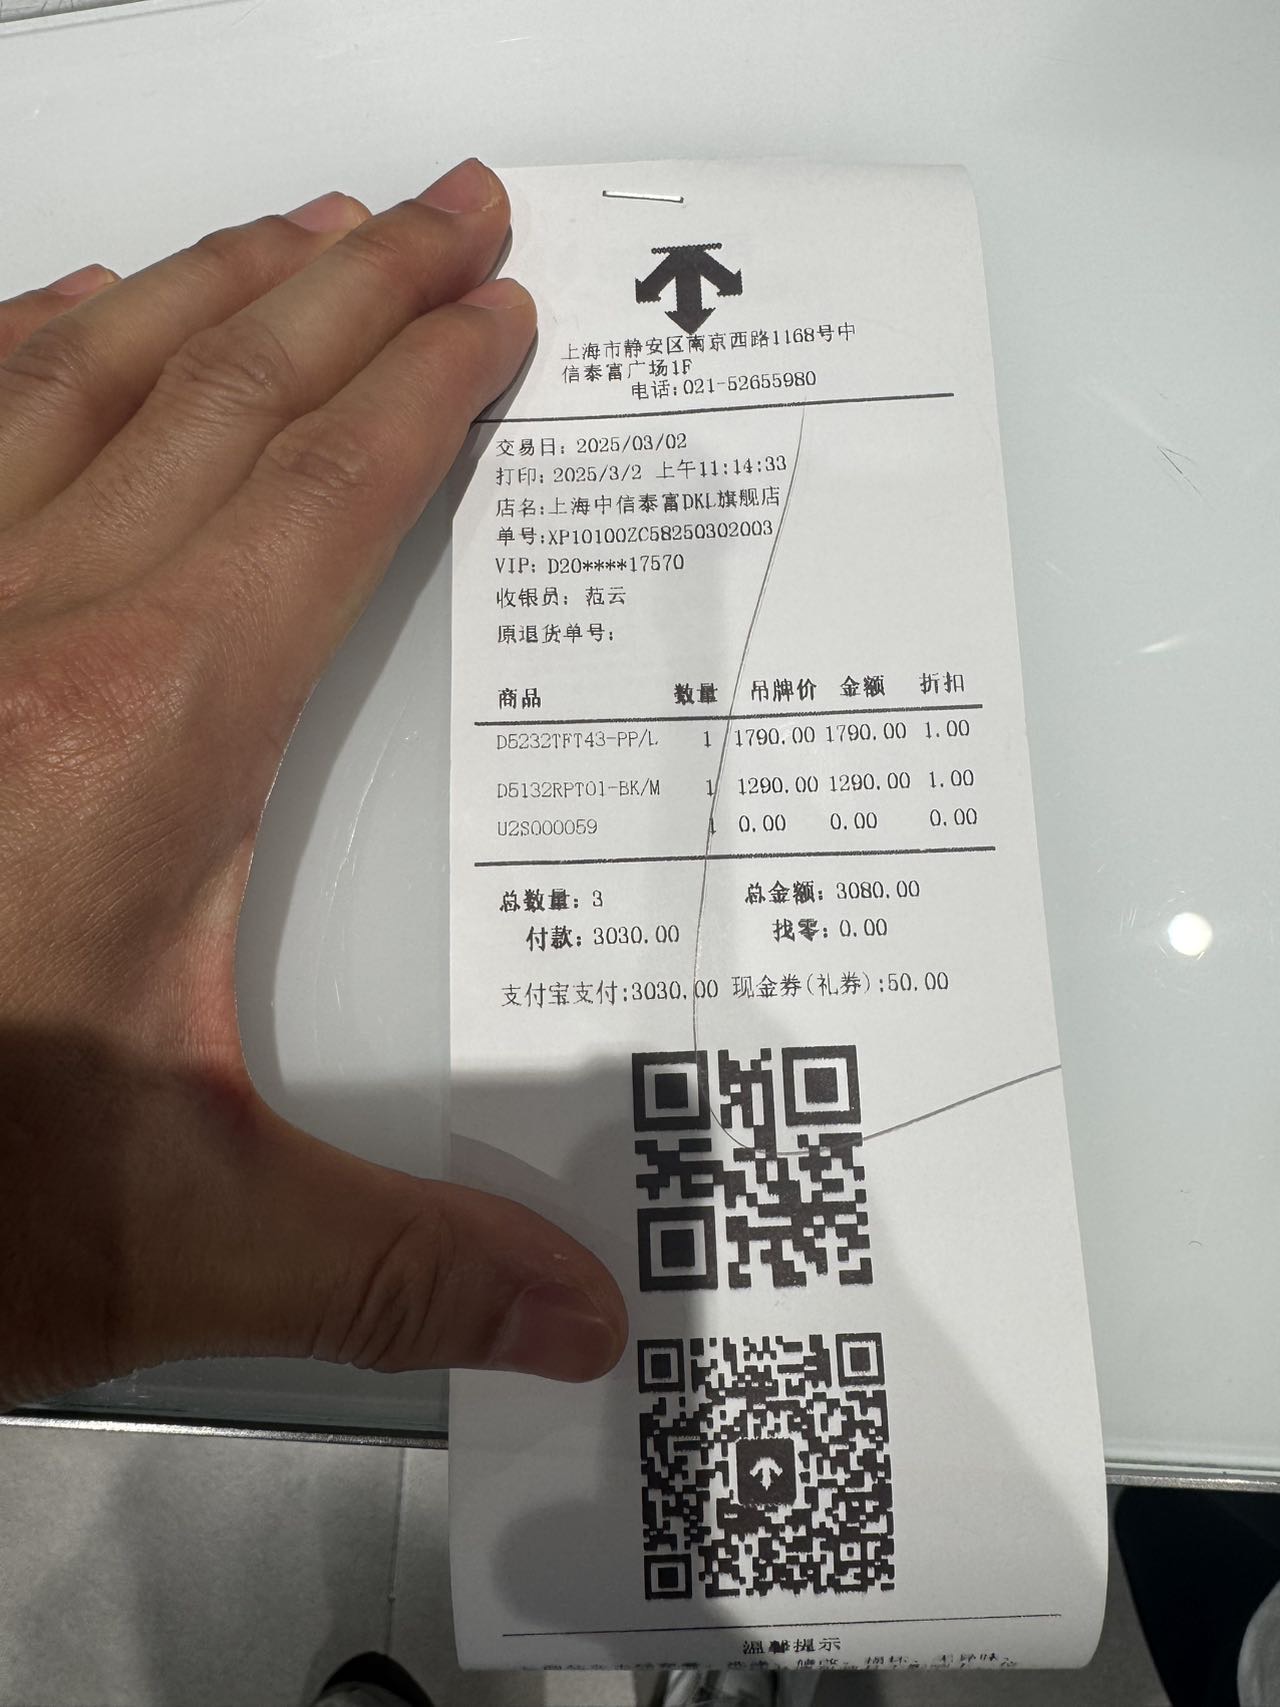 上海市静安区南京西路1168号中
信泰富广场1F
电话:021-52655980
交易日: 2025/03/02
打印: 2025/3/2 上午11:14:33
店名:上海中信泰富DKL旗舰店
单号:XP10100ZC58250302003
VIP: D20****17570
收银员: 范云
原退货单号:
商品 数量 吊牌价 金额 折扣
D5232TFT43-PP/L 1 1790.00 1790.00 1.00
D5132RPT01-BK/M 1 1290.00 1290.00 1.00
U2S000059 1 0.00 0.00 0.00
总数量: 3 总金额: 3080.00
付款: 3030.00 找零: 0.00
支付宝支付:3030.00 现金券(礼券):50.00
温馨提示